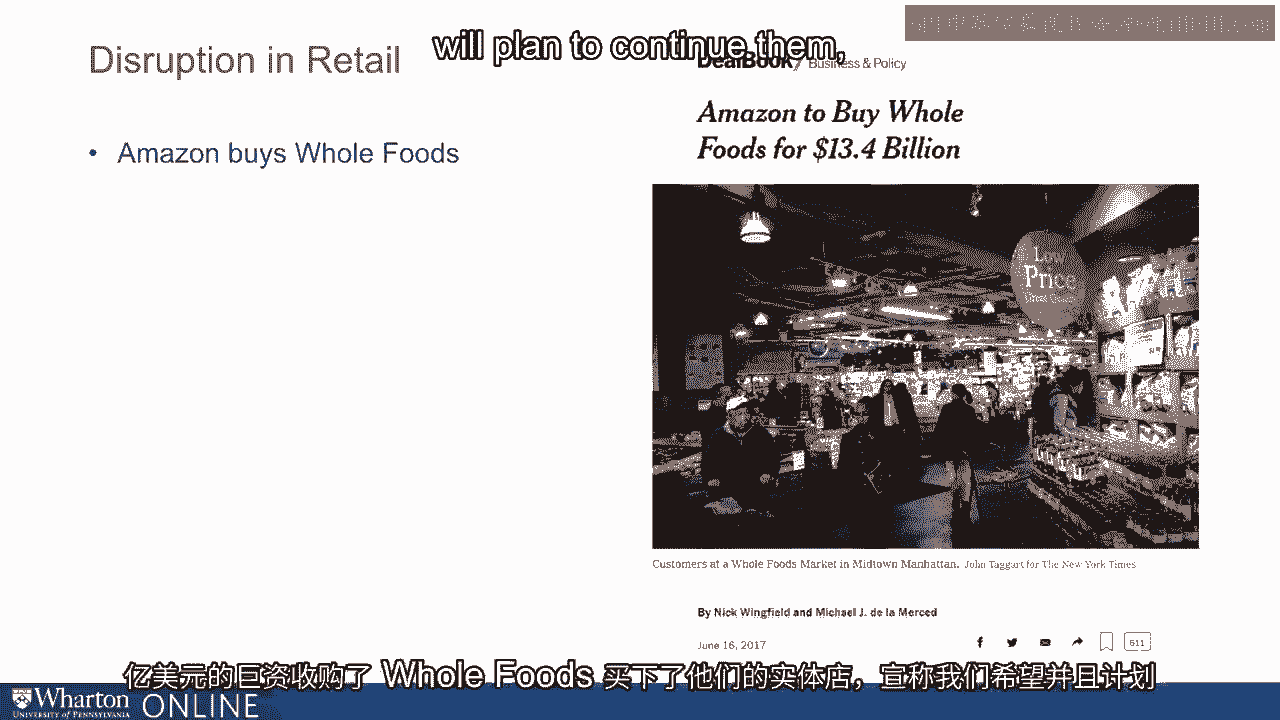 will plan to continue them,
Disruption in Retail
DealBook / Business & Policy
Amazon to Buy Whole
Foods for $13.4 Billion
• Amazon buys Whole Foods
Low
Price
Customers at a Whole Foods Market in Midtown Manhattan. John Taggart for The New York Times
By Nick Wingfield and Michael J. de la Merced
June 16, 2017
611
亿美元的巨资收购了 Whole Foods 买下了他们的实体店，宣称我们希望并且计划
Wharton ONLINE
UNIVERSITY of PENNSYLVANIA